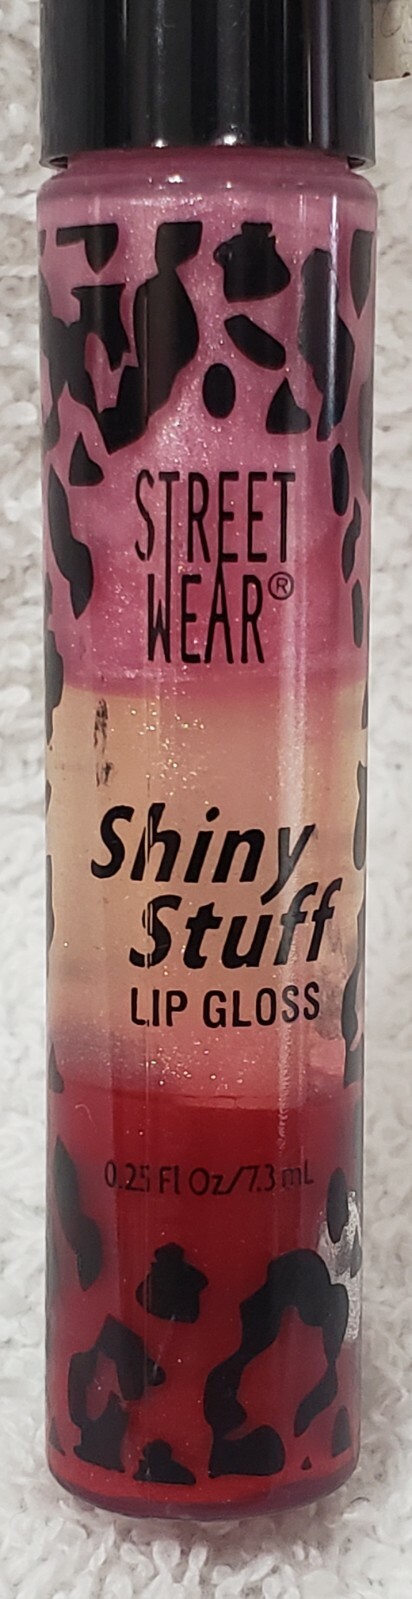 STREET
WEAR®
Shiny
Stuff
LIP GLOSS
0.25 Fl Oz/7.3 mL